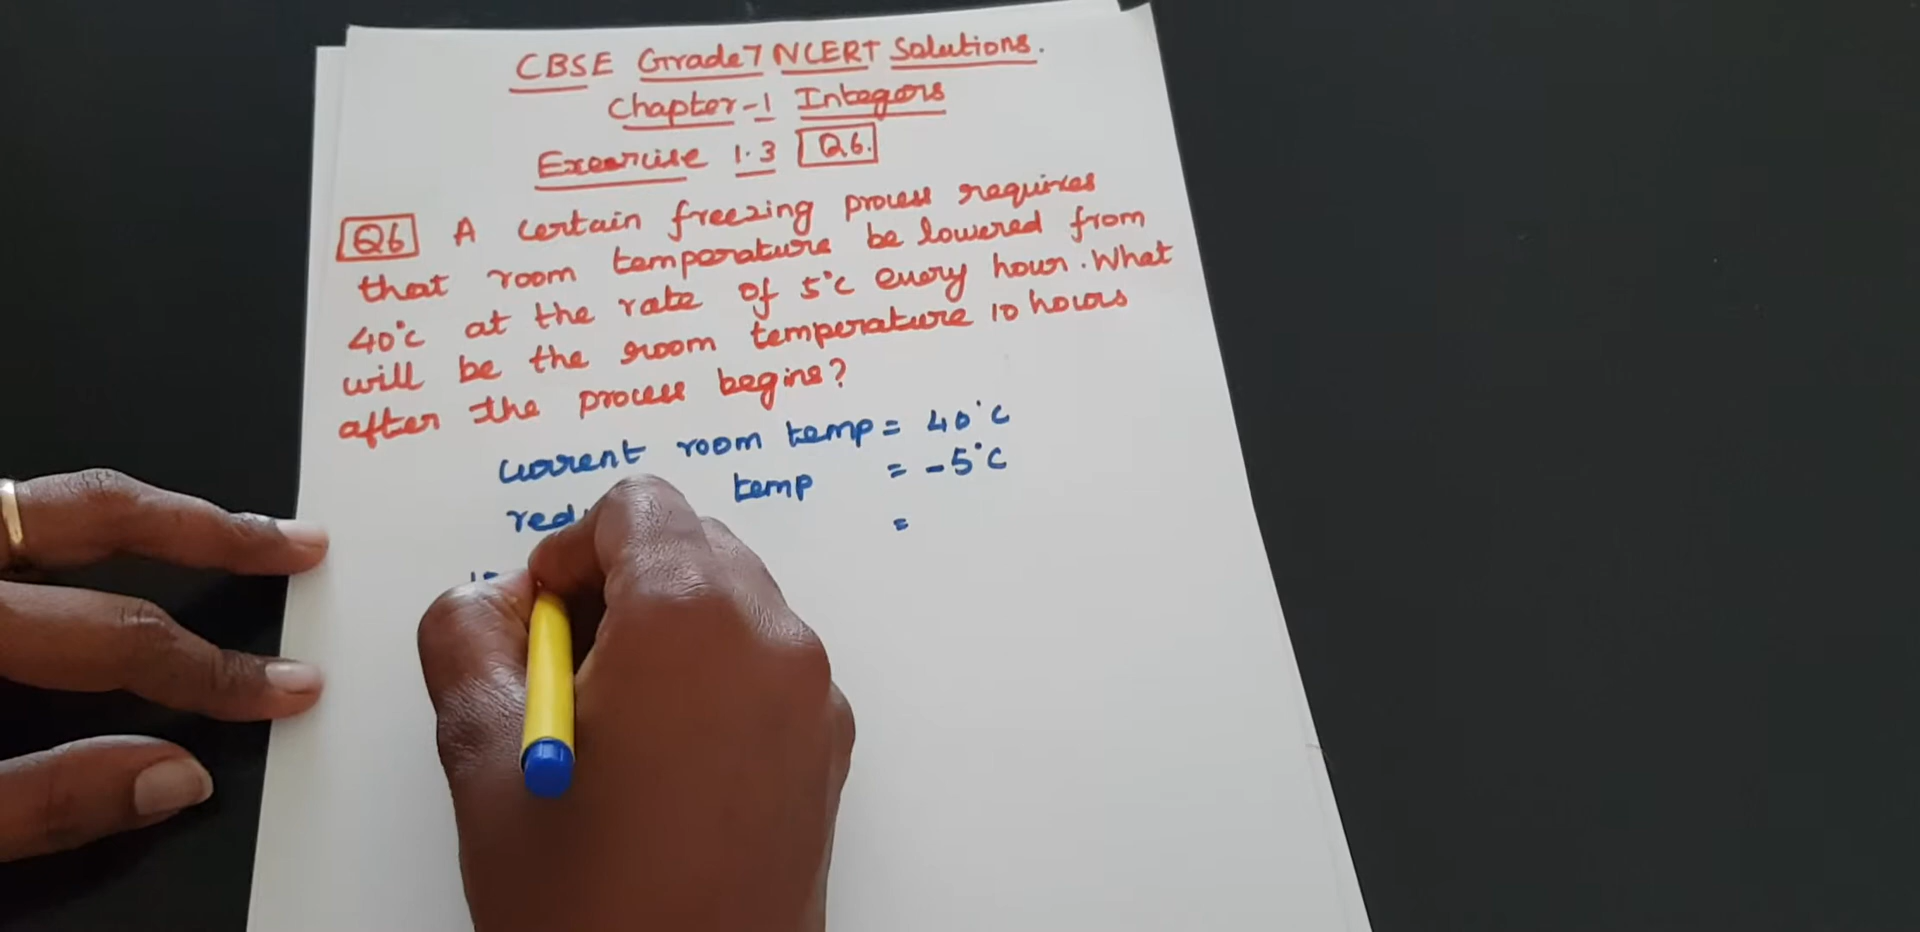 CBSE Grade 7 NCERT Solutions.
Chapter-1 Integers
Exercise 1.3 Q6.
Q6 A certain freezing process requires
that room temperature be lowered from
40°C at the rate of 5°C every hour. What
will be the room temperature 10 hours
after the process begins?
Current room temp = 40°C
temp = -5°C
=